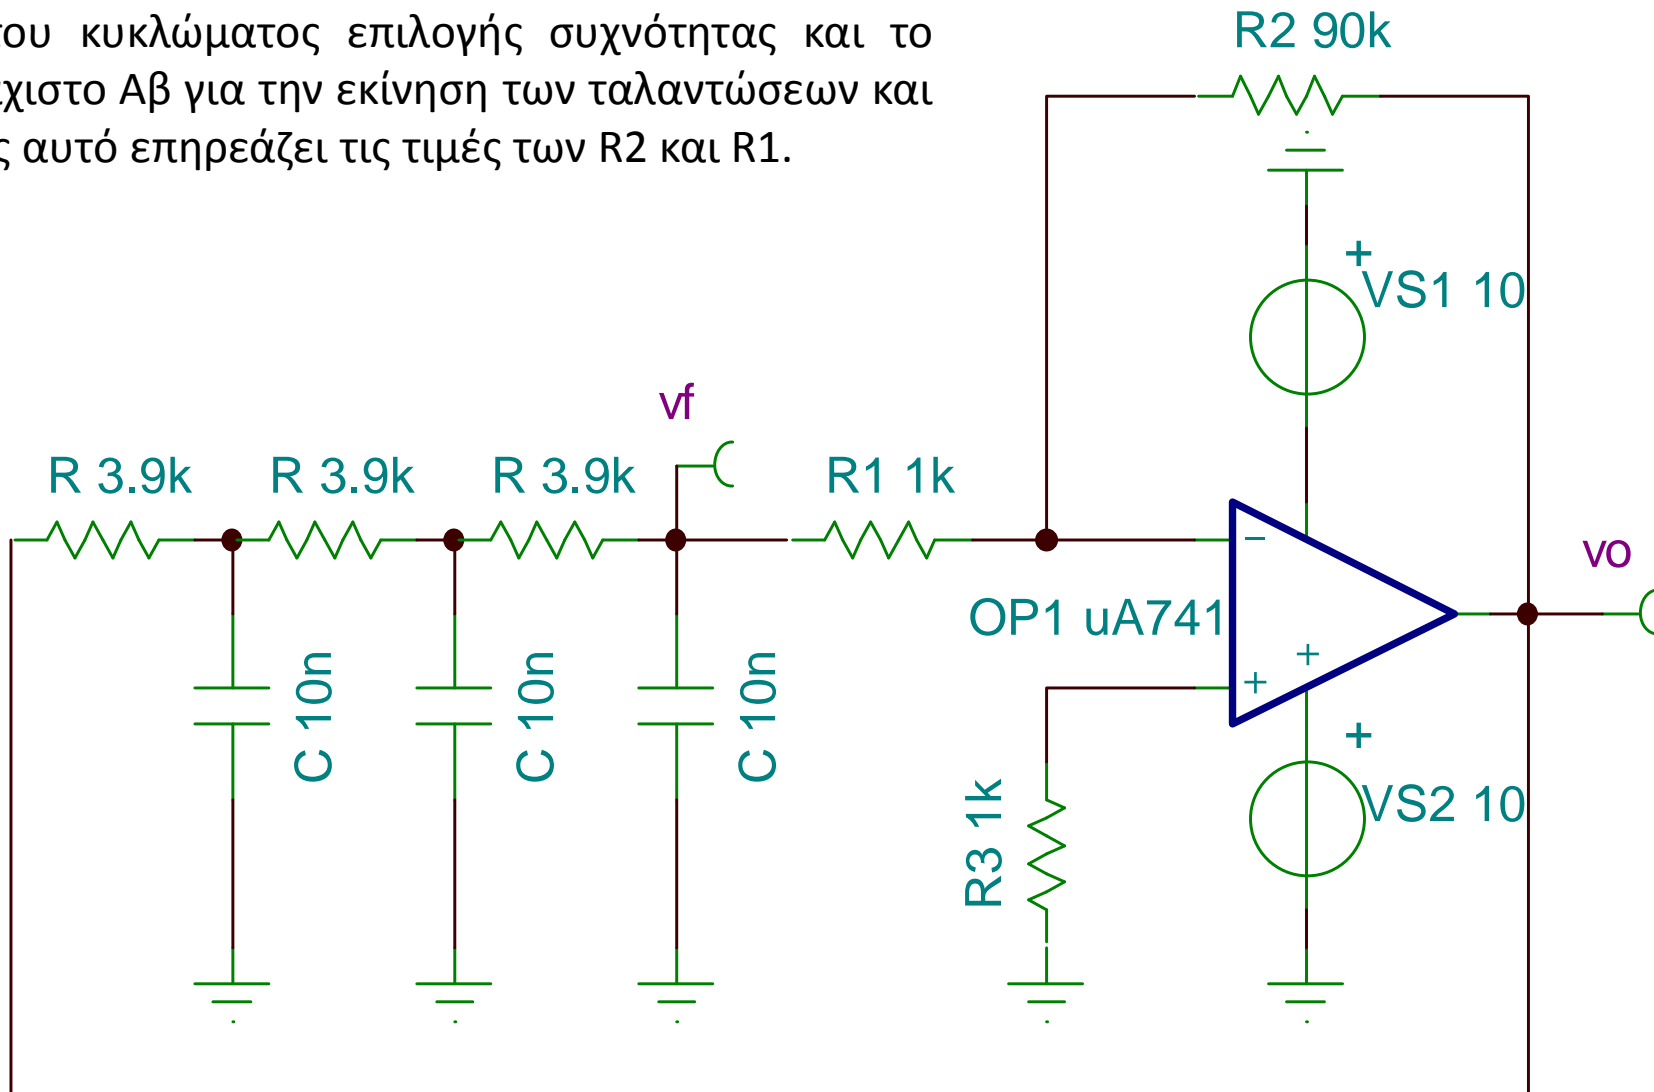 του κυκλώματος επιλογής συχνότητας και το
χιστο Αβ για την εκίνηση των ταλαντώσεων και
ς αυτό επηρεάζει τις τιμές των R2 και R1.
R2 90k
+
VS1 10
vf
R 3.9k R 3.9k R 3.9k R1 1k
vo
OP1 uA741
C 10n C 10n C 10n
+
VS2 10
R3 1k